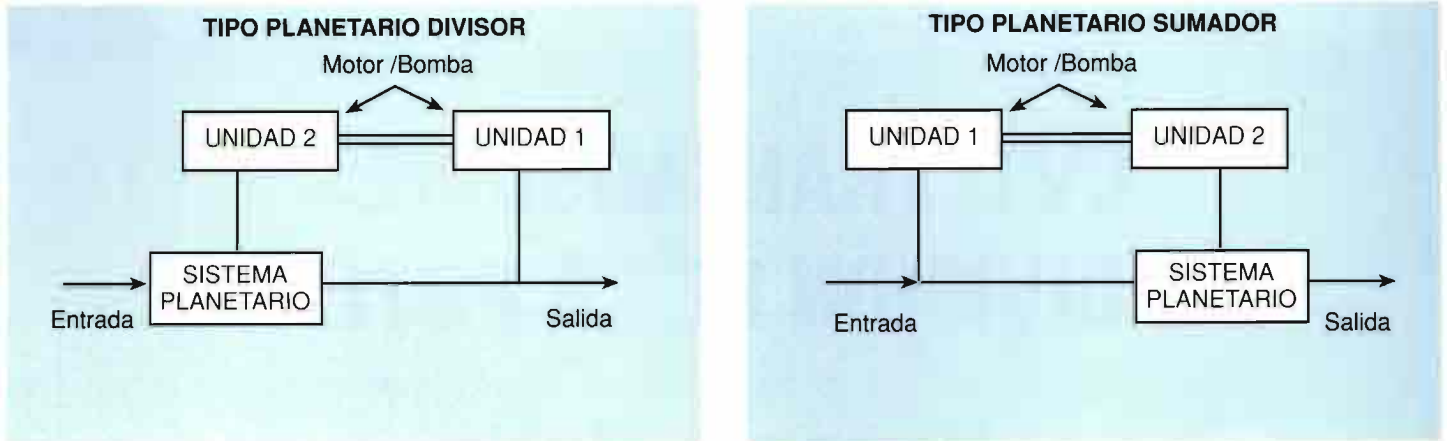 TIPO PLANETARIO DIVISOR
Motor /Bomba
UNIDAD 2
UNIDAD 1
SISTEMA
PLANETARIO
Entrada
Salida
TIPO PLANETARIO SUMADOR
Motor /Bomba
UNIDAD 1
UNIDAD 2
SISTEMA
PLANETARIO
Entrada
Salida